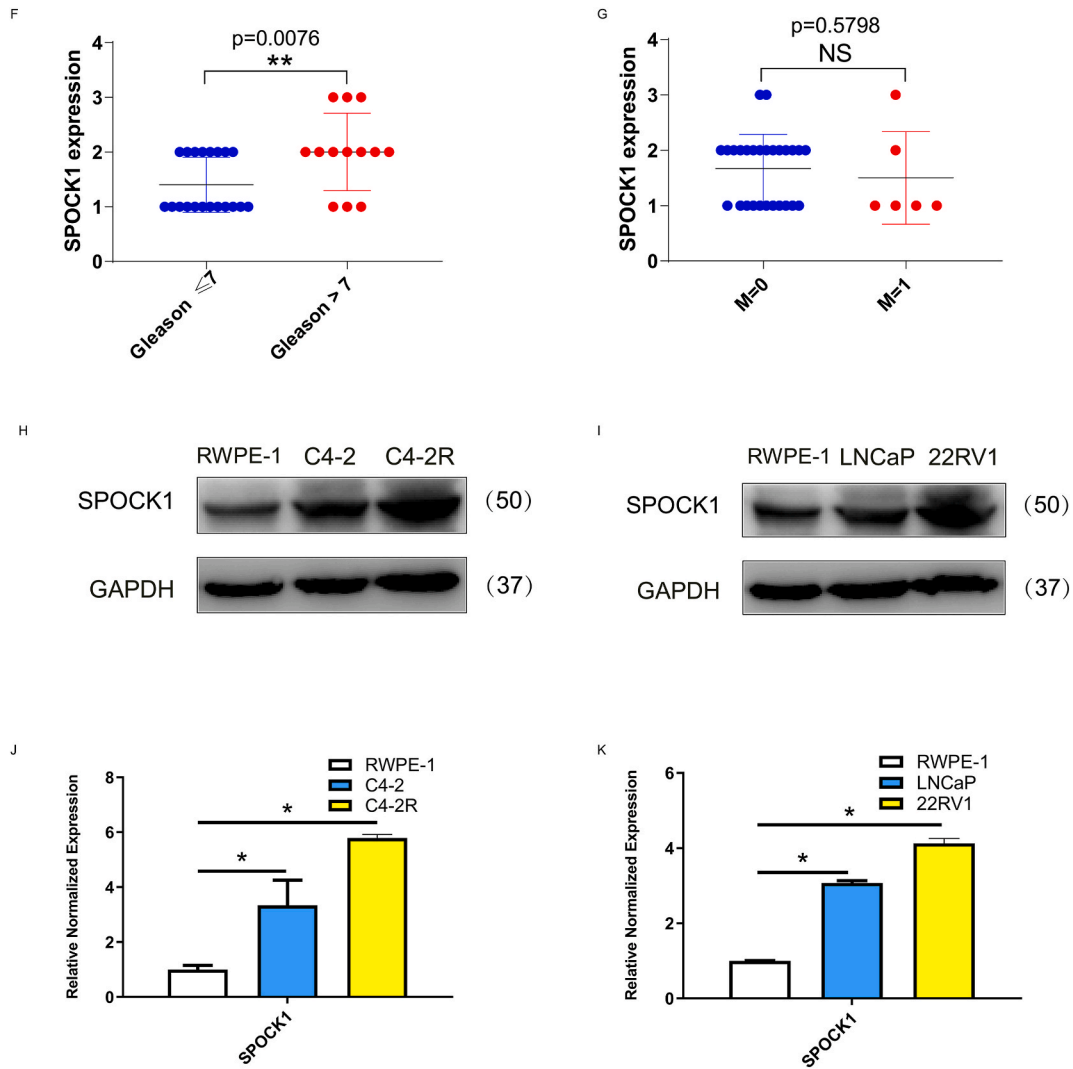 F
p=0.0076
**
SPOCK1 expression
4
3
2
1
0
Gleason ≤7
Gleason > 7
G
p=0.5798
NS
SPOCK1 expression
4
3
2
1
0
M=0
M=1
H
RWPE-1 C4-2 C4-2R
SPOCK1 (50)
GAPDH (37)
I
RWPE-1 LNCaP 22RV1
SPOCK1 (50)
GAPDH (37)
J
RWPE-1
C4-2
C4-2R
Relative Normalized Expression
8
6
4
2
0
*
*
SPOCK1
K
RWPE-1
LNCaP
22RV1
Relative Normalized Expression
6
4
2
0
*
*
SPOCK1